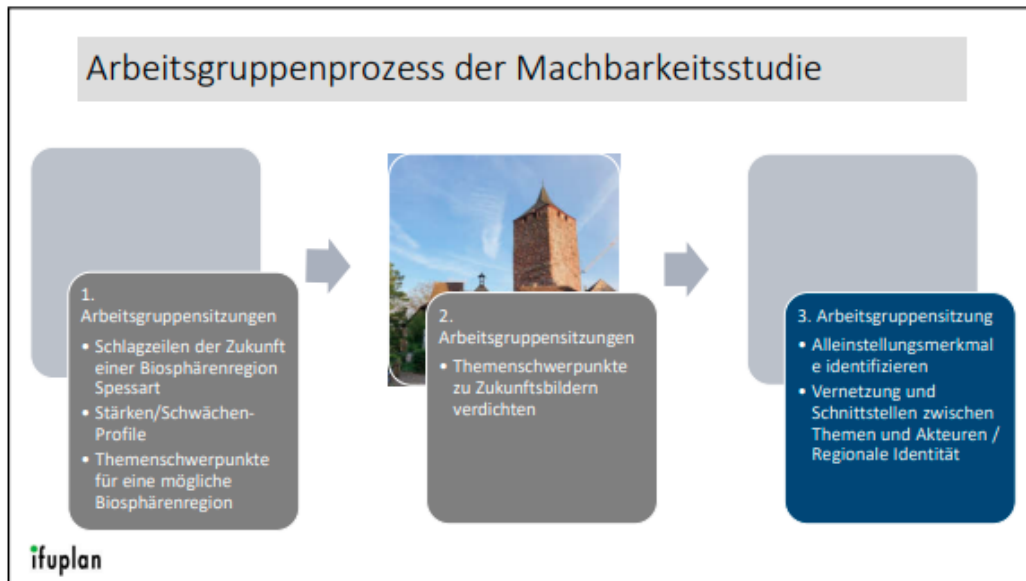 Arbeitsgruppenprozess der Machbarkeitsstudie
1.
Arbeitsgruppensitzungen
• Schlagzeilen der Zukunft
einer Biosphärenregion
Spessart
• Stärken/Schwächen-
Profile
• Themenschwerpunkte
für eine mögliche
Biosphärenregion
2.
Arbeitsgruppensitzungen
• Themenschwerpunkte
zu Zukunftsbildern
verdichten
3. Arbeitsgruppensitzung
• Alleinstellungsmerkmal
e identifizieren
• Vernetzung und
Schnittstellen zwischen
Themen und Akteuren /
Regionale Identität
ifuplan